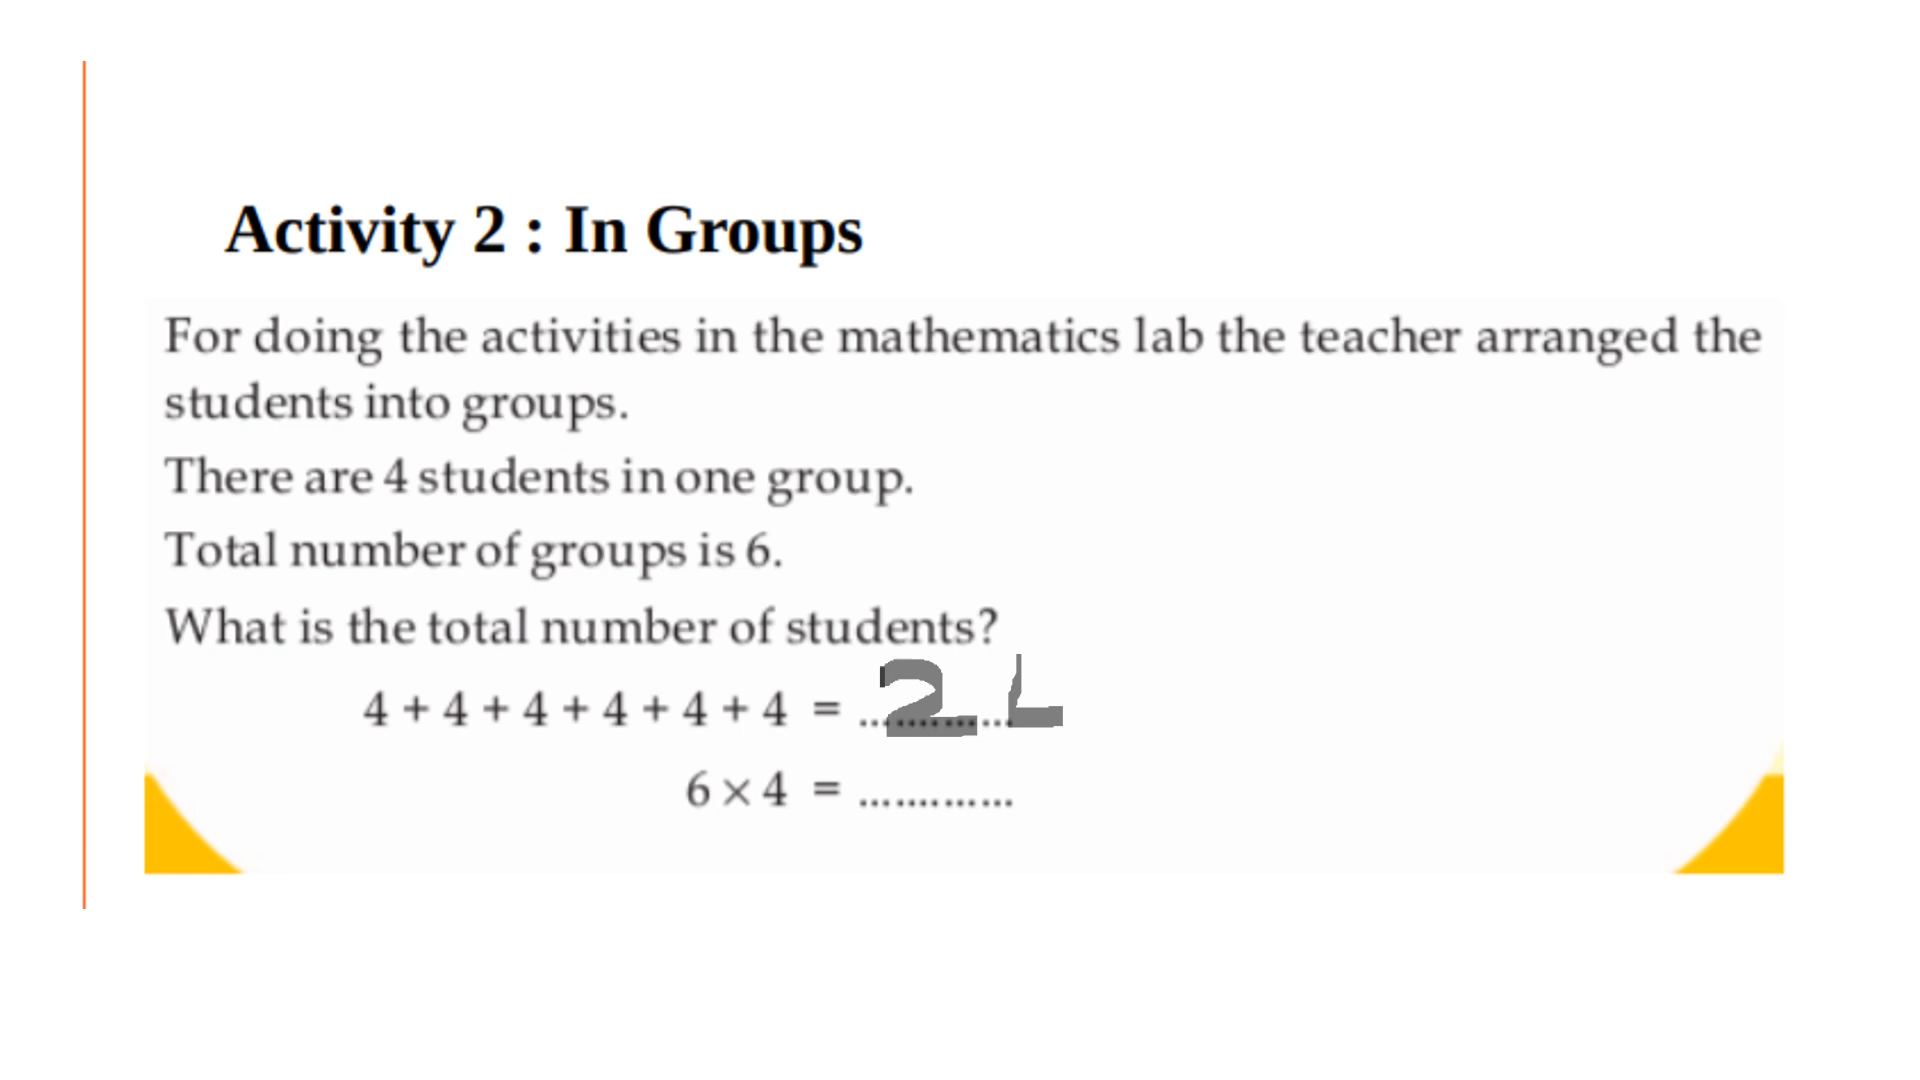 Activity 2 : In Groups
For doing the activities in the mathematics lab the teacher arranged the
students into groups.
There are 4 students in one group.
Total number of groups is 6.
What is the total number of students?
4 + 4 + 4 + 4 + 4 + 4 = ............. 2
6 × 4 = .............